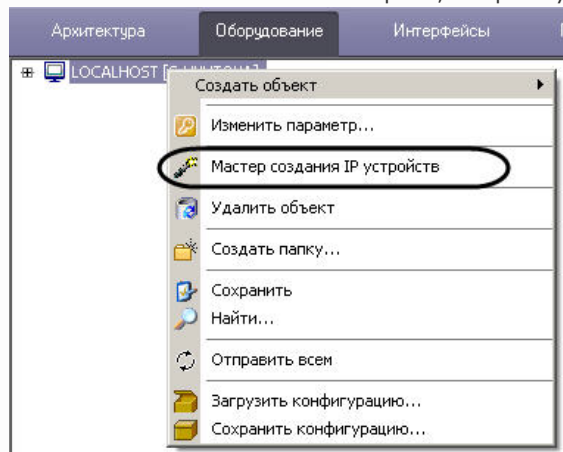 Архитектура Оборудование Интерфейсы
LOCALHOST
Создать объект
Изменить параметр...
Мастер создания IP устройств
Удалить объект
Создать папку...
Сохранить
Найти...
Отправить всем
Загрузить конфигурацию...
Сохранить конфигурацию...